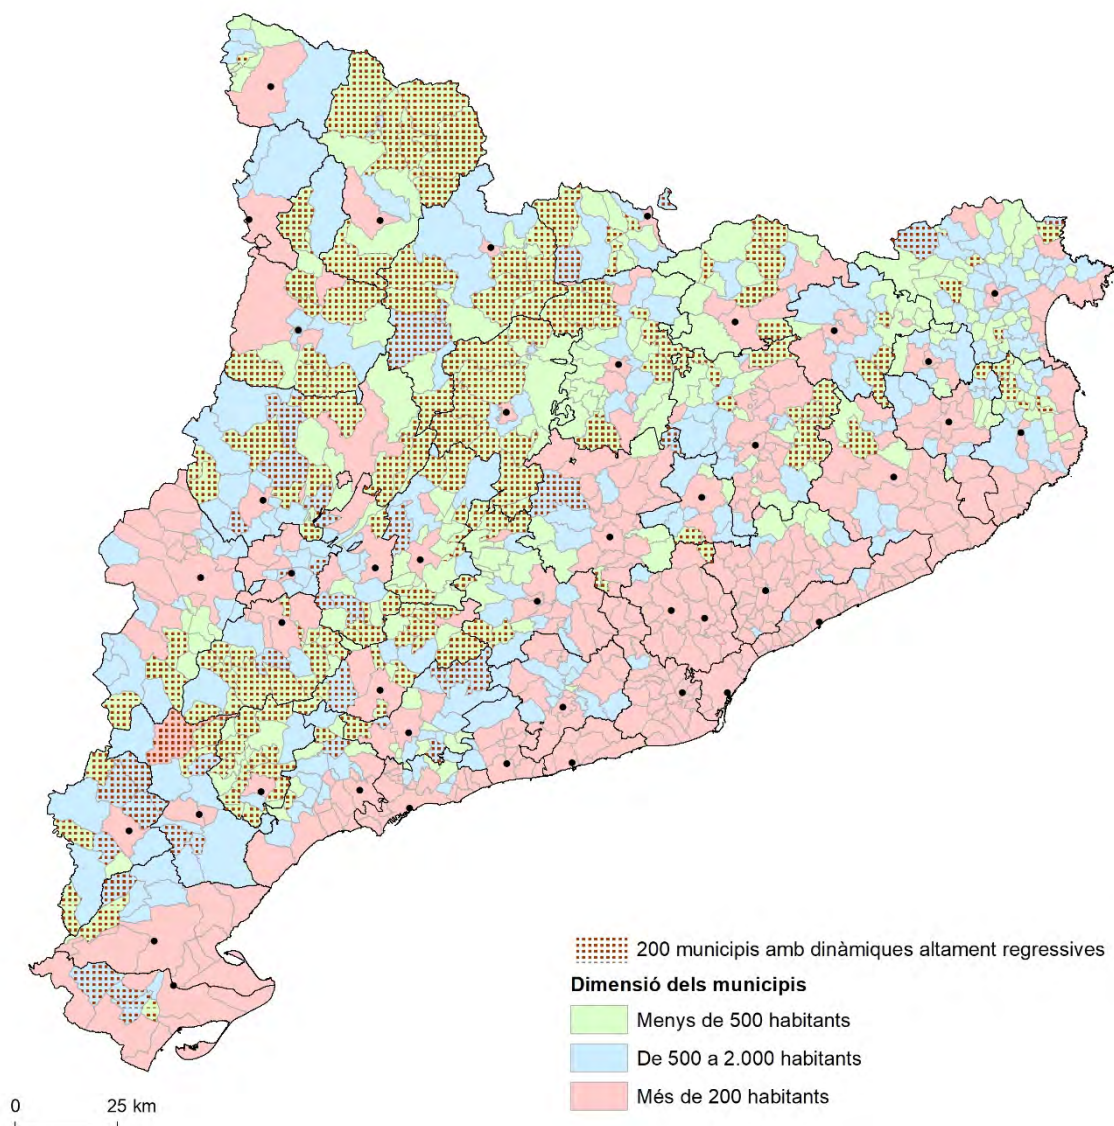 200 municipis amb dinàmiques altament regressives
Dimensió dels municipis
Menys de 500 habitants
De 500 a 2.000 habitants
Més de 200 habitants
0 25 km